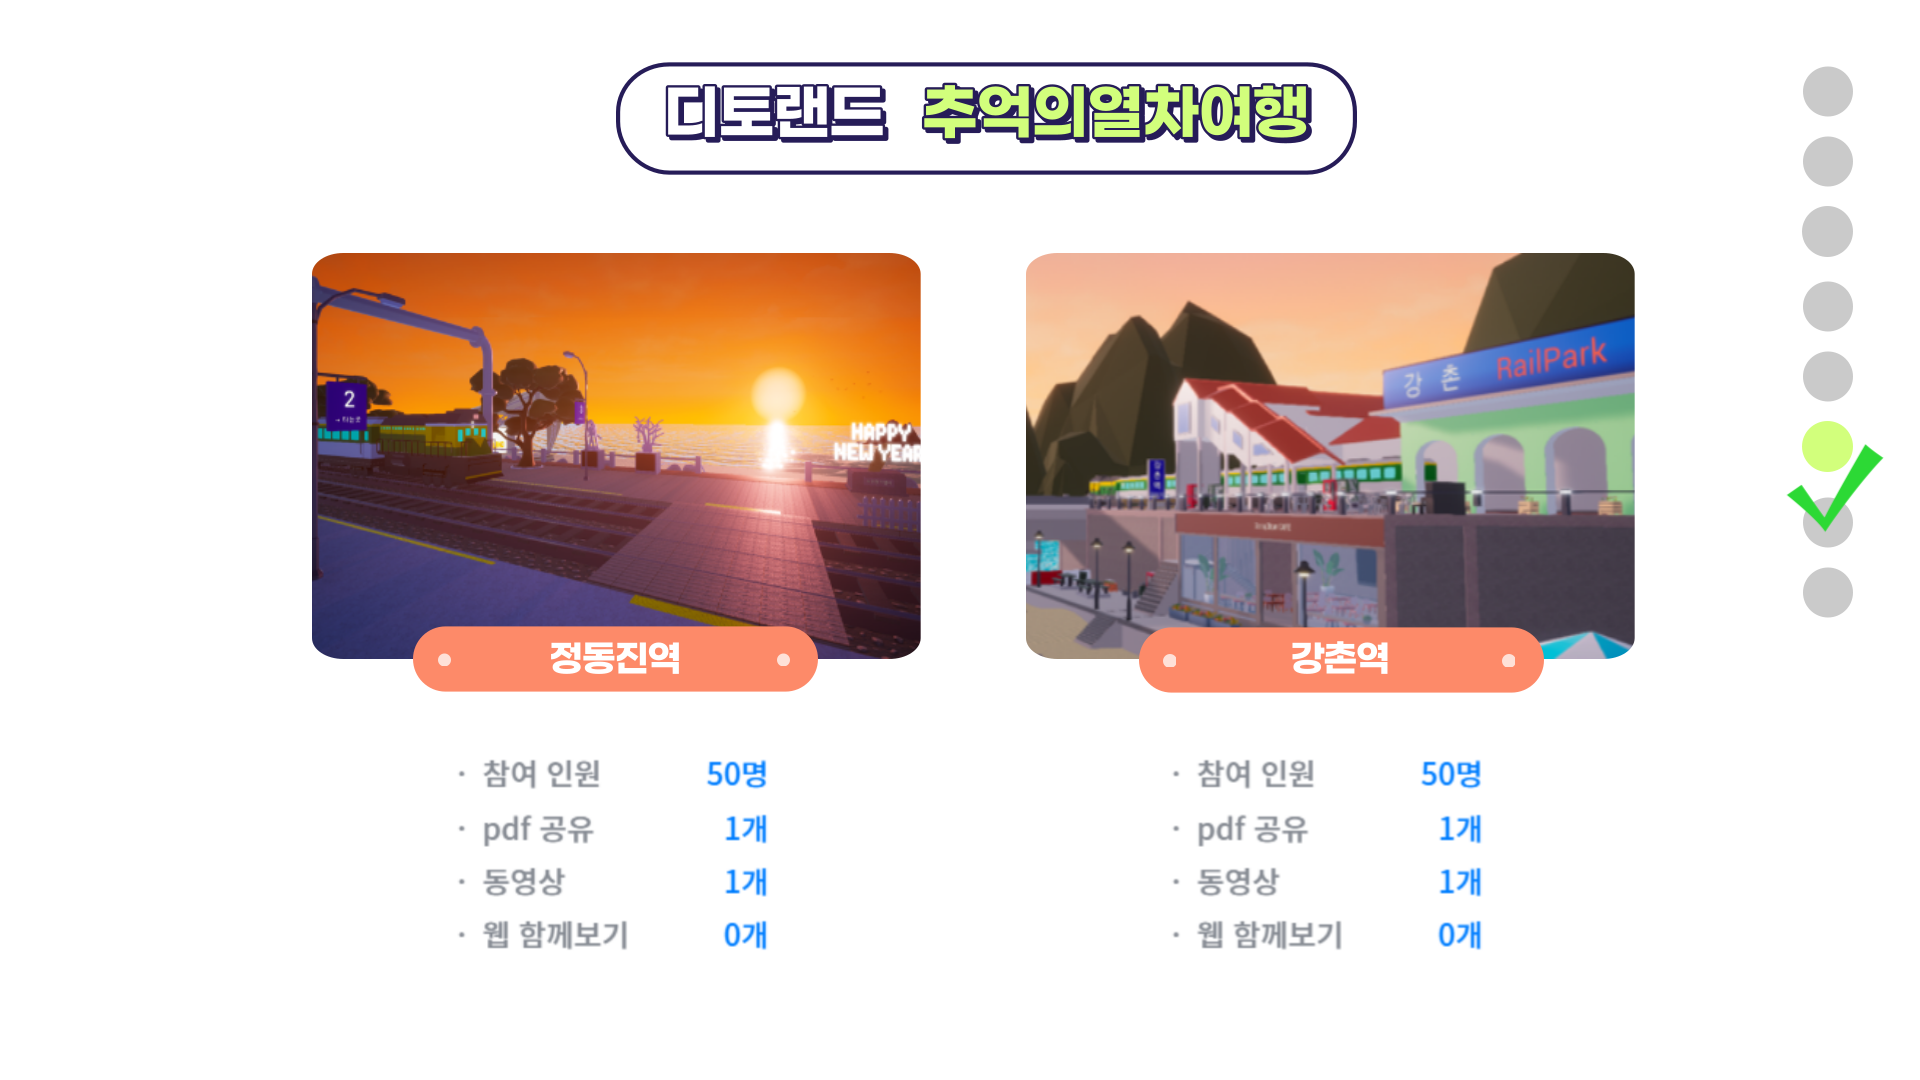 디토랜드 추억의열차여행
2
HAPPY
NEW YEAR
정동진역
· 참여 인원 50명
· pdf 공유 1개
· 동영상 1개
· 웹 함께보기 0개
강촌 RailPark
강촌역
강촌역
· 참여 인원 50명
· pdf 공유 1개
· 동영상 1개
· 웹 함께보기 0개